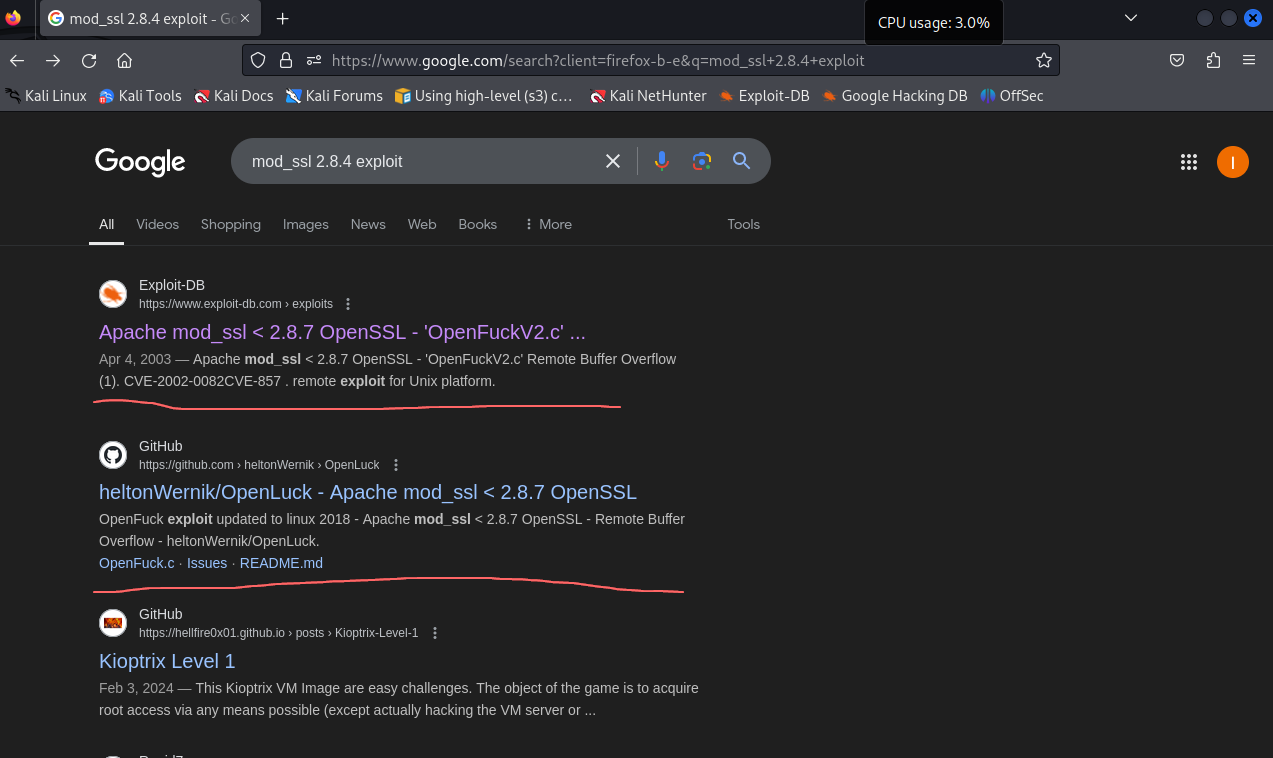 mod_ssl 2.8.4 exploit - Go
CPU usage: 3.0%
https://www.google.com/search?client=firefox-b-e&q=mod_ssl+2.8.4+exploit
Kali Linux Kali Tools Kali Docs Kali Forums Using high-level (s3) c… Kali NetHunter Exploit-DB Google Hacking DB OffSec
Google mod_ssl 2.8.4 exploit I
All Videos Shopping Images News Web Books More Tools
Exploit-DB
https://www.exploit-db.com › exploits
Apache mod_ssl < 2.8.7 OpenSSL - 'OpenFuckV2.c' ...
Apr 4, 2003 — Apache mod_ssl < 2.8.7 OpenSSL - 'OpenFuckV2.c' Remote Buffer Overflow
(1). CVE-2002-0082CVE-857 . remote exploit for Unix platform.
GitHub
https://github.com › heltonWernik › OpenLuck
heltonWernik/OpenLuck - Apache mod_ssl < 2.8.7 OpenSSL
OpenFuck exploit updated to linux 2018 - Apache mod_ssl < 2.8.7 OpenSSL - Remote Buffer
Overflow - heltonWernik/OpenLuck.
OpenFuck.c · Issues · README.md
GitHub
https://hellfire0x01.github.io › posts › Kioptrix-Level-1
Kioptrix Level 1
Feb 3, 2024 — This Kioptrix VM Image are easy challenges. The object of the game is to acquire
root access via any means possible (except actually hacking the VM server or ...